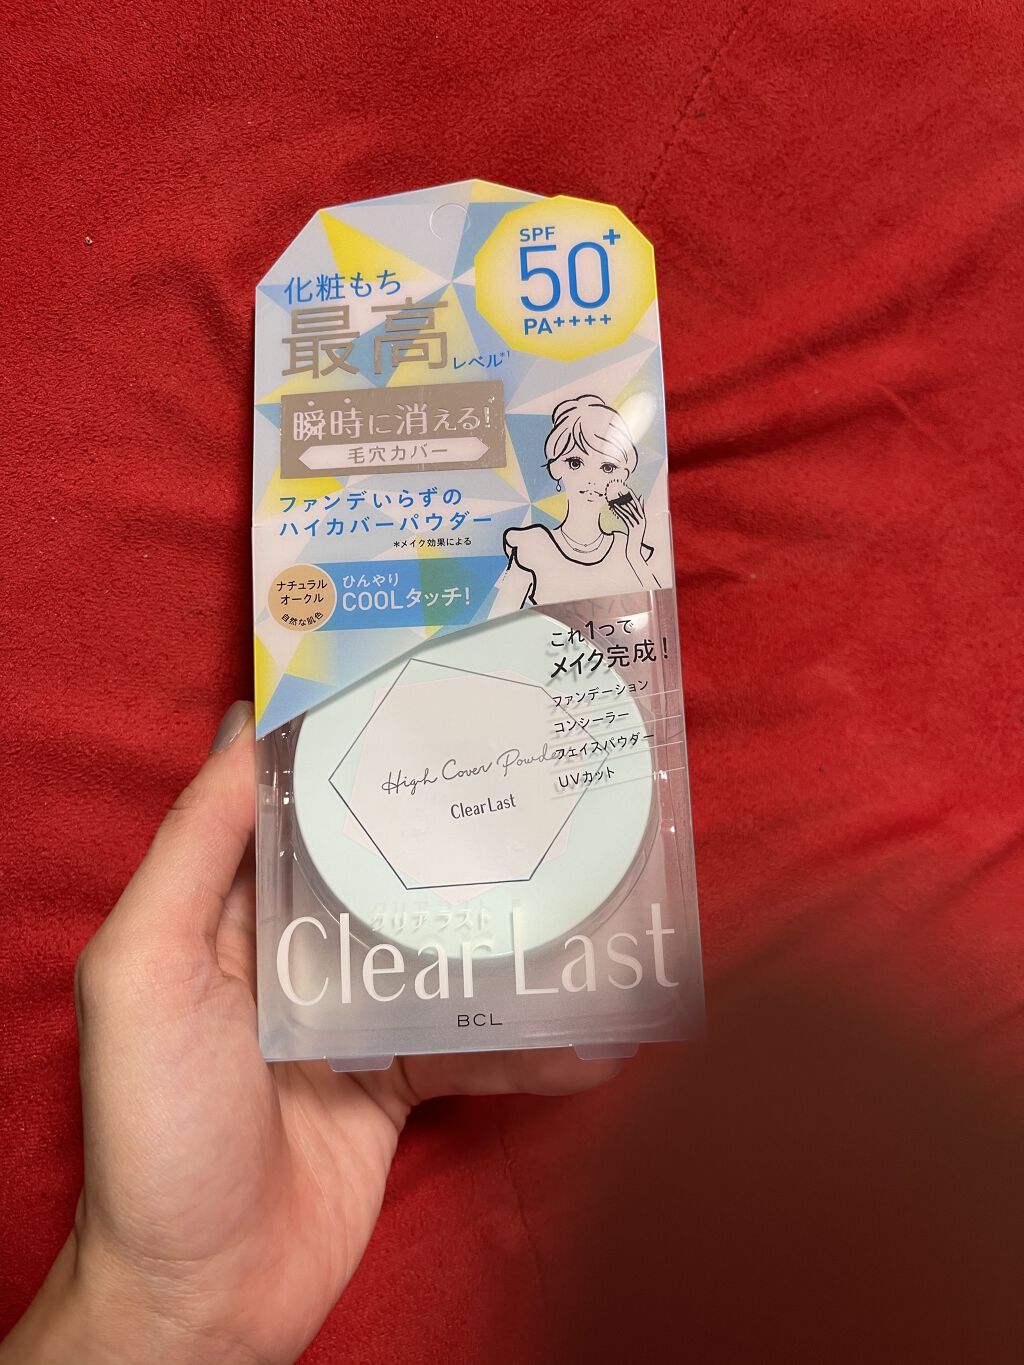 SPF
50+
PA++++
化粧もち
最高
レベル*1
瞬時に消える!
毛穴カバー
ファンデいらずの
ハイカバーパウダー
*メイク効果による
ナチュラル
オークル
自然な肌色
ひんやり
COOLタッチ!
これ1つで
メイク完成!
ファンデーション
コンシーラー
フェイスパウダー
UVカット
High Cover Powder
ClearLast
クリアラスト
ClearLast
BCL